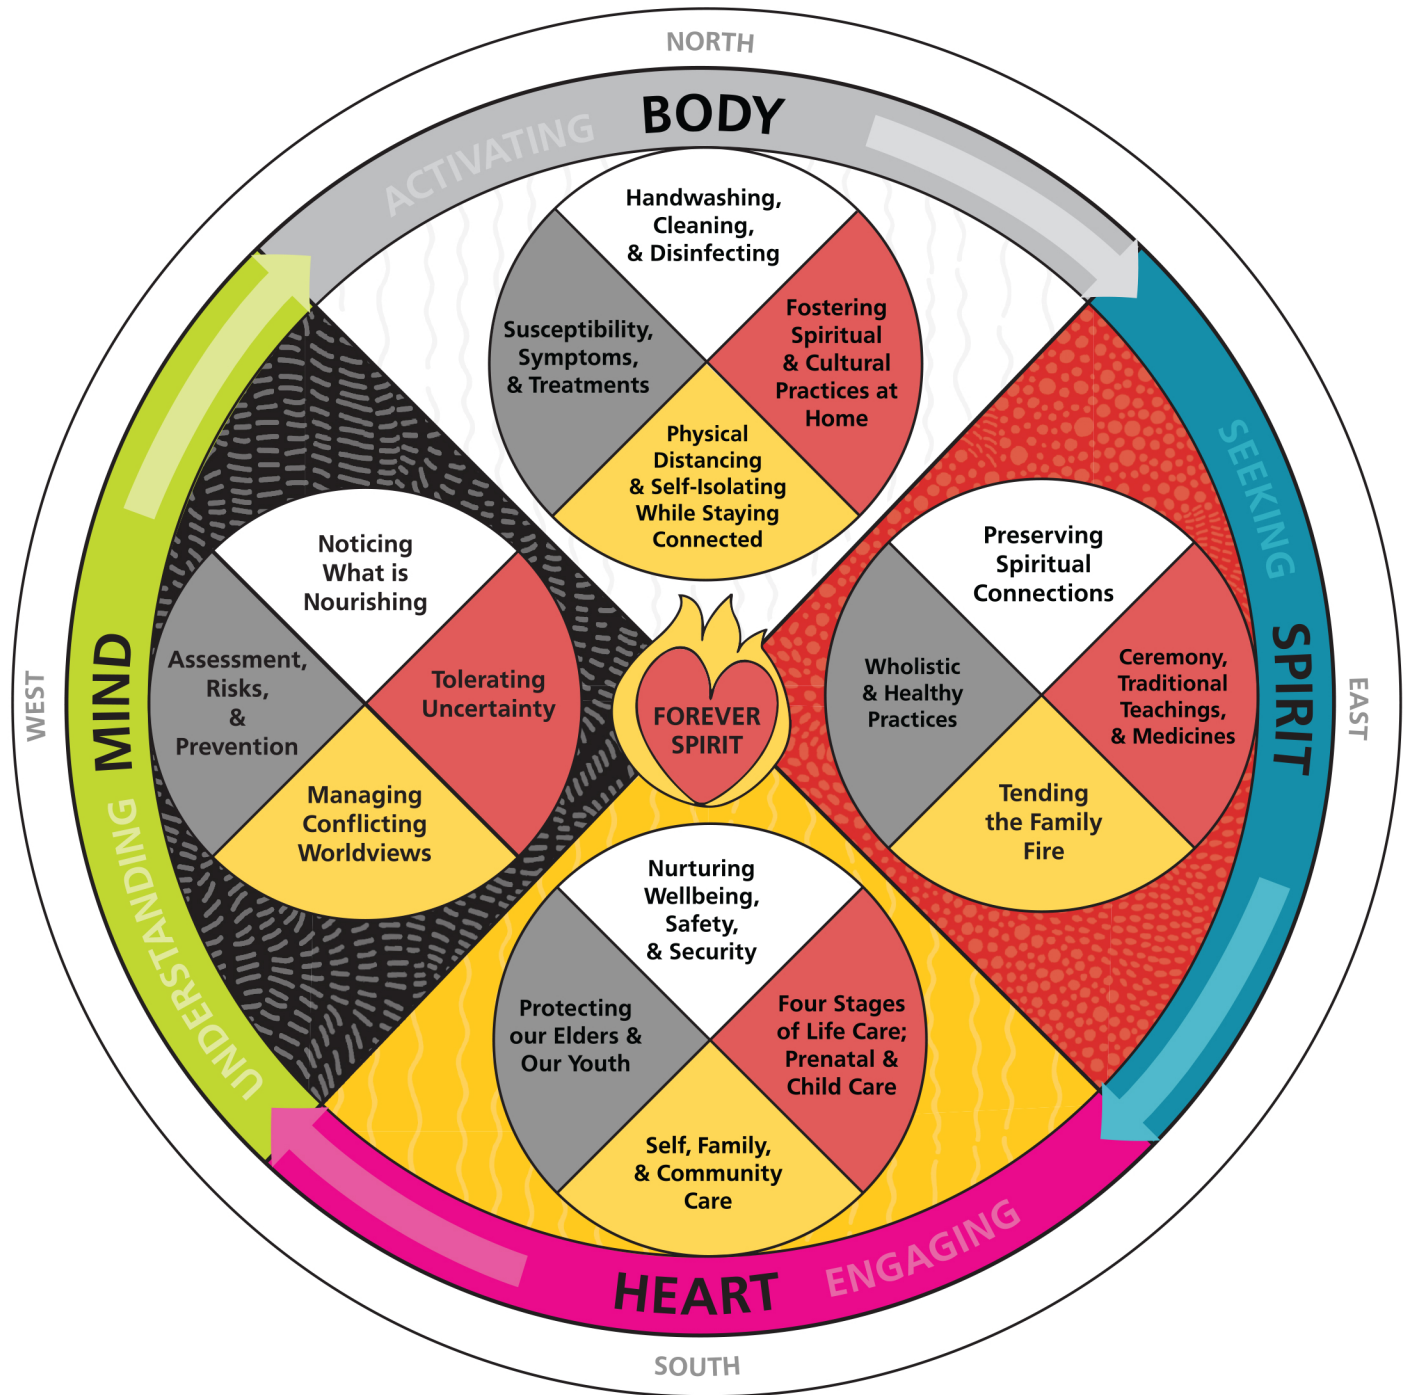 NORTH
BODY
ACTIVATING
Handwashing,
Cleaning,
& Disinfecting
Susceptibility,
Symptoms,
& Treatments
Fostering
Spiritual
& Cultural
Practices at
Home
Physical
Distancing
& Self-Isolating
While Staying
Connected
WEST
MIND
UNDERSTANDING
Noticing
What is
Nourishing
Assessment,
Risks,
&
Prevention
Tolerating
Uncertainty
Managing
Conflicting
Worldviews
FOREVER
SPIRIT
EAST
SPIRIT
SEEKING
Preserving
Spiritual
Connections
Wholistic
& Healthy
Practices
Ceremony,
Traditional
Teachings,
& Medicines
Tending
the Family
Fire
Nurturing
Wellbeing,
Safety,
& Security
Protecting
our Elders &
Our Youth
Four Stages
of Life Care;
Prenatal &
Child Care
Self, Family,
& Community
Care
HEART
ENGAGING
SOUTH